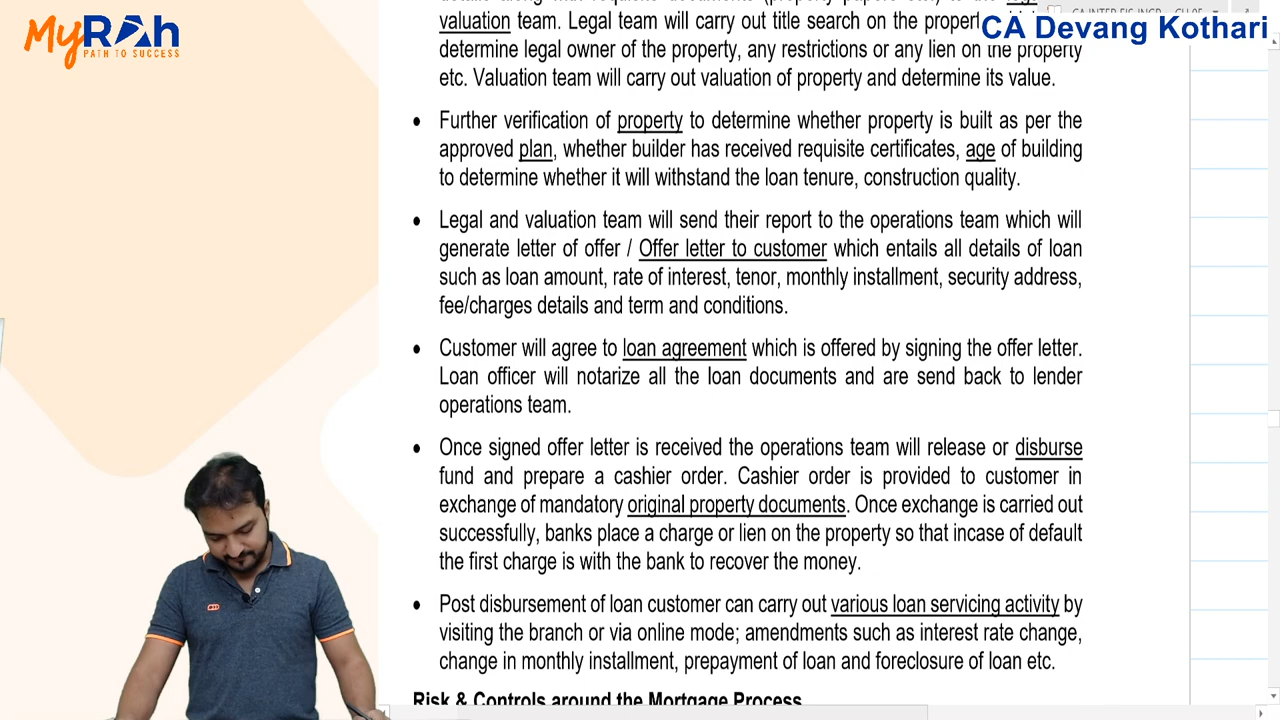 MyRAh
PATH TO SUCCESS
CA Devang Kothari
valuation team. Legal team will carry out title search on the
determine legal owner of the property, any restrictions or any lien on the property
etc. Valuation team will carry out valuation of property and determine its value.
• Further verification of property to determine whether property is built as per the
approved plan, whether builder has received requisite certificates, age of building
to determine whether it will withstand the loan tenure, construction quality.
• Legal and valuation team will send their report to the operations team which will
generate letter of offer / Offer letter to customer which entails all details of loan
such as loan amount, rate of interest, tenor, monthly installment, security address,
fee/charges details and term and conditions.
• Customer will agree to loan agreement which is offered by signing the offer letter.
Loan officer will notarize all the loan documents and are send back to lender
operations team.
• Once signed offer letter is received the operations team will release or disburse
fund and prepare a cashier order. Cashier order is provided to customer in
exchange of mandatory original property documents. Once exchange is carried out
successfully, banks place a charge or lien on the property so that incase of default
the first charge is with the bank to recover the money.
• Post disbursement of loan customer can carry out various loan servicing activity by
visiting the branch or via online mode; amendments such as interest rate change,
change in monthly installment, prepayment of loan and foreclosure of loan etc.
Risk & Controls around the Mortgage Process